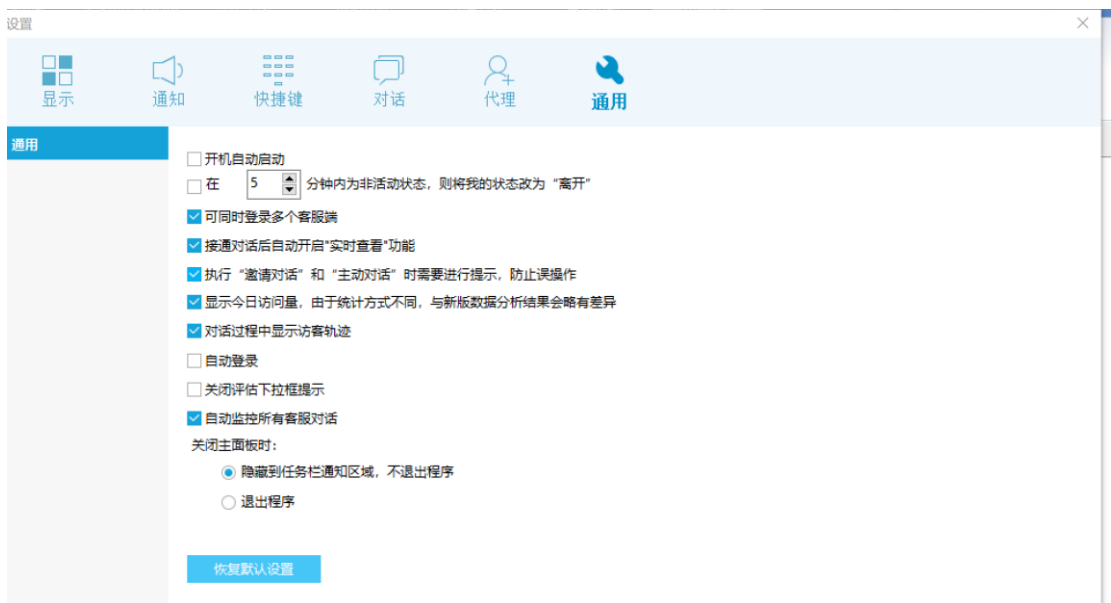 设置
显示
通知
快捷键
对话
代理
通用
通用
开机自动启动
在 5 分钟内为非活动状态，则将我的状态改为“离开”
可同时登录多个客服端
接通对话后自动开启"实时查看"功能
执行“邀请对话”和“主动对话”时需要进行提示，防止误操作
显示今日访问量，由于统计方式不同，与新版数据分析结果会略有差异
对话过程中显示访客轨迹
自动登录
关闭评估下拉框提示
自动监控所有客服对话
关闭主面板时：
隐藏到任务栏通知区域，不退出程序
退出程序
恢复默认设置